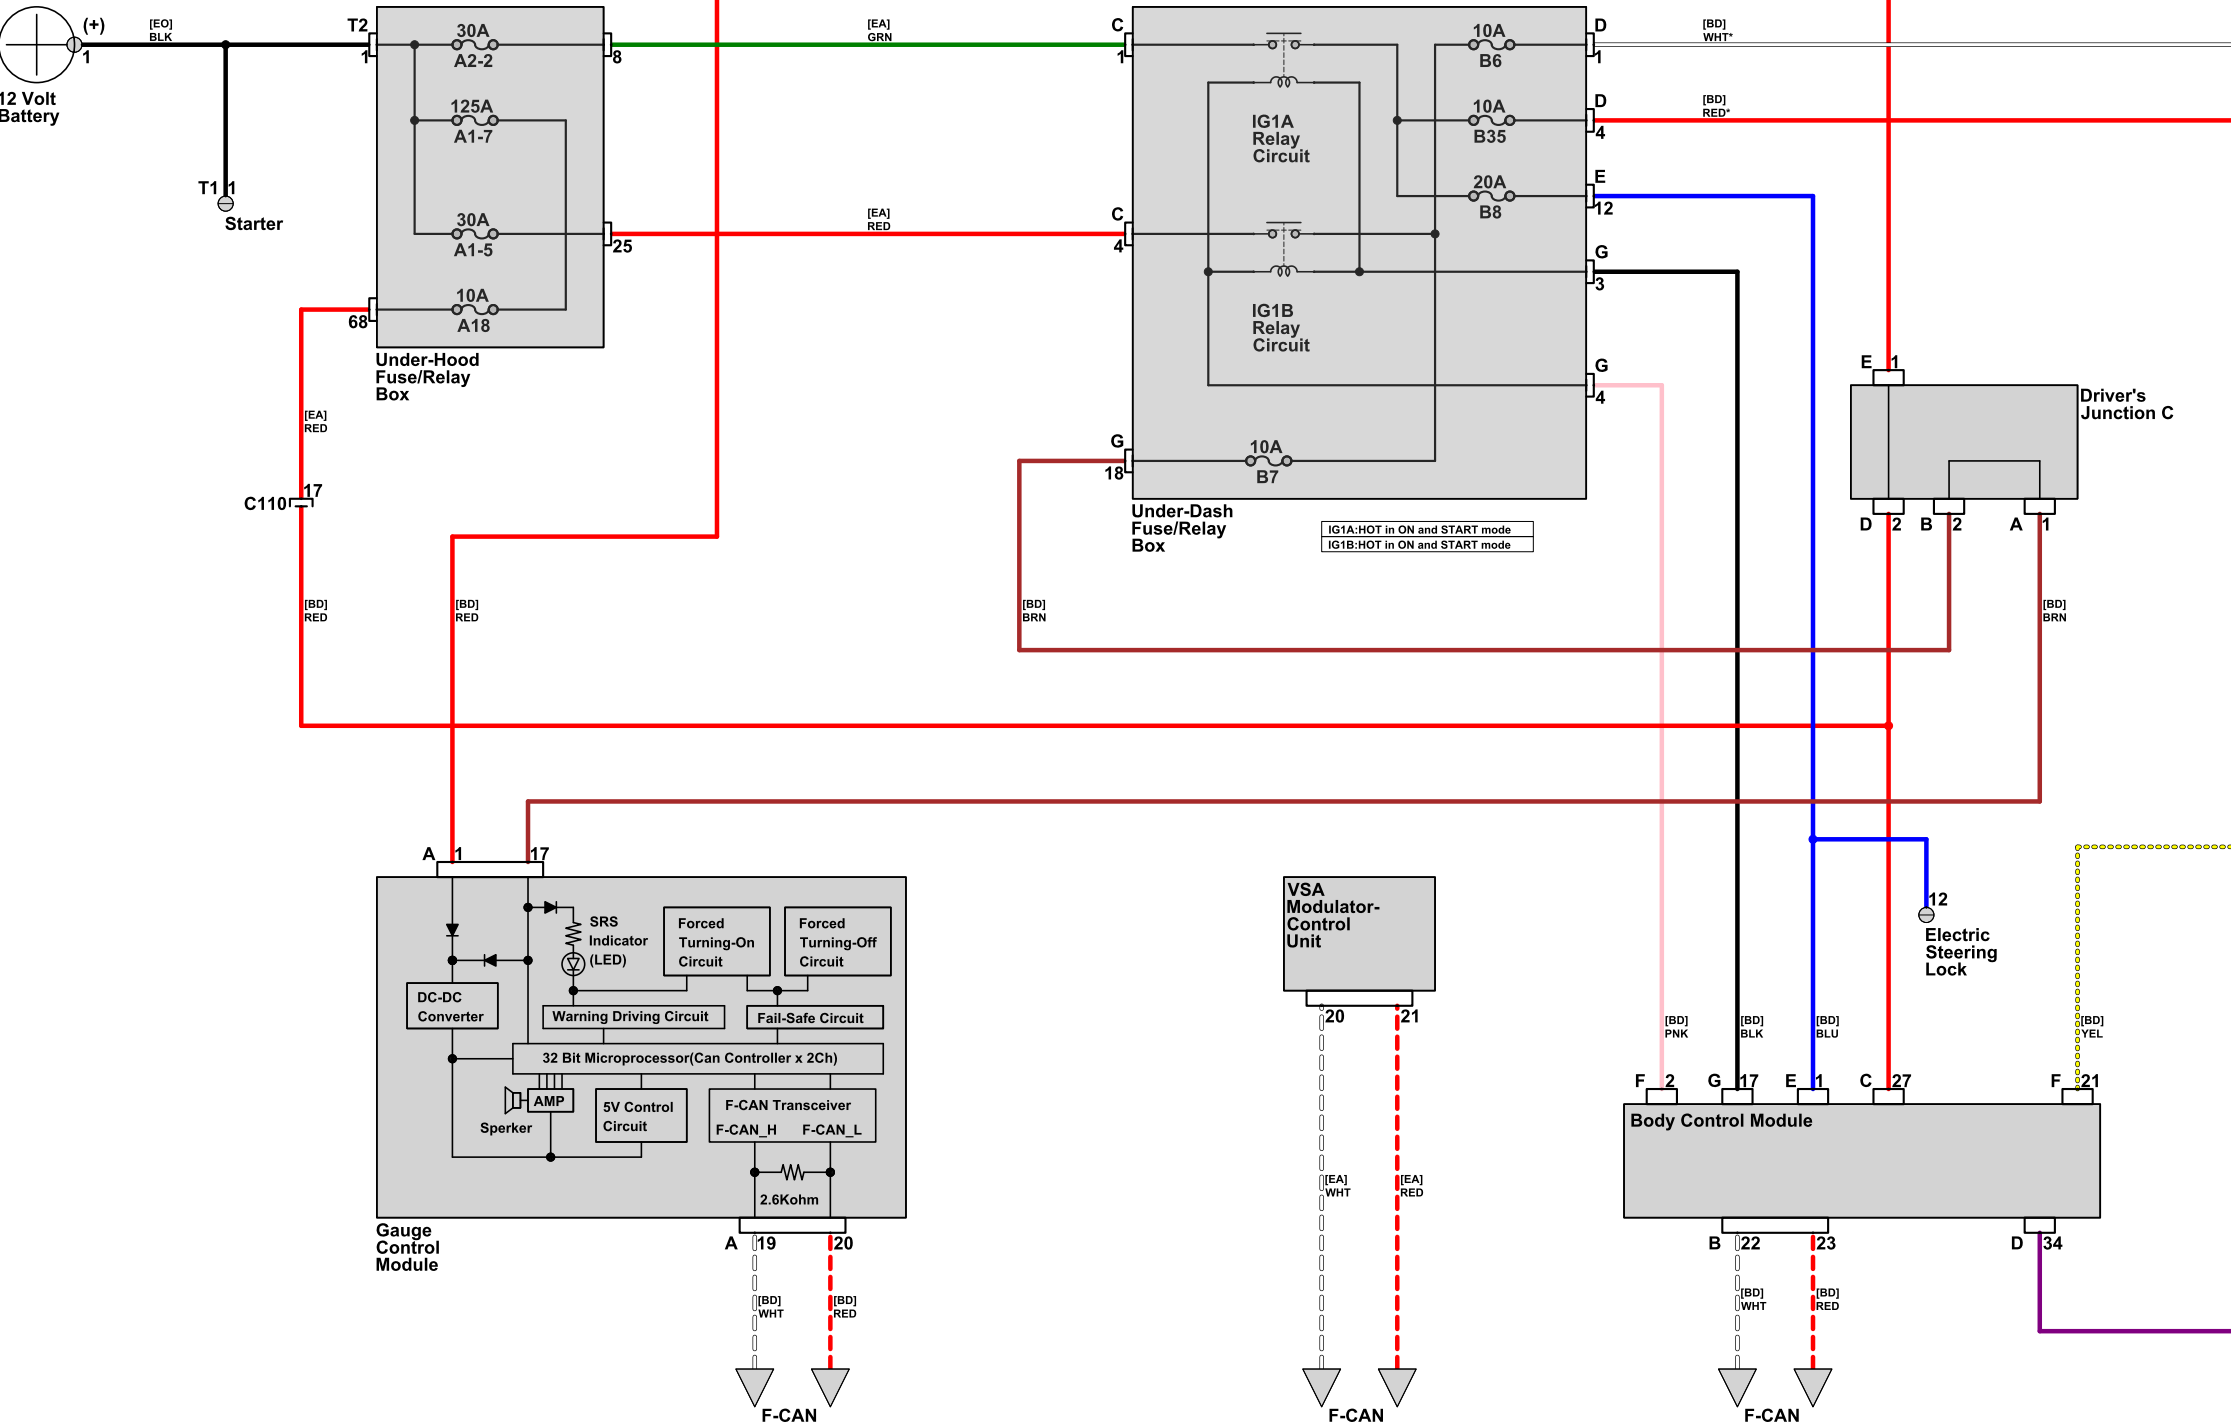 (+)
1
12 Volt
Battery
[EO]
BLK
T1 1
Starter
T2
1
30A
A2-2
8
125A
A1-7
30A
A1-5
25
10A
A18
68
Under-Hood
Fuse/Relay
Box
[EA]
GRN
[EA]
RED
[EA]
RED
C110
17
[BD]
RED
[BD]
RED
C
1
C
4
IG1A
Relay
Circuit
IG1B
Relay
Circuit
10A
B6
10A
B35
20A
B8
10A
B7
D
1
D
4
E
12
G
3
G
4
G
18
Under-Dash
Fuse/Relay
Box
IG1A:HOT in ON and START mode
IG1B:HOT in ON and START mode
[BD]
WHT*
[BD]
RED*
[BD]
BRN
E 1
Driver's
Junction C
D 2
B 2
A 1
[BD]
BRN
A 1
17
SRS
Indicator
(LED)
Forced
Turning-On
Circuit
Forced
Turning-Off
Circuit
DC-DC
Converter
Warning Driving Circuit
Fail-Safe Circuit
32 Bit Microprocessor(Can Controller x 2Ch)
AMP
Sperker
5V Control
Circuit
F-CAN Transceiver
F-CAN_H
F-CAN_L
2.6Kohm
Gauge
Control
Module
A 19
20
[BD]
WHT
[BD]
RED
F-CAN
VSA
Modulator-
Control
Unit
20
21
[EA]
WHT
[EA]
RED
F-CAN
12
Electric
Steering
Lock
[BD]
PNK
[BD]
BLK
[BD]
BLU
[BD]
YEL
F 2
G 17
E 1
C 27
F 21
Body Control Module
B 22
23
D 34
[BD]
WHT
[BD]
RED
F-CAN